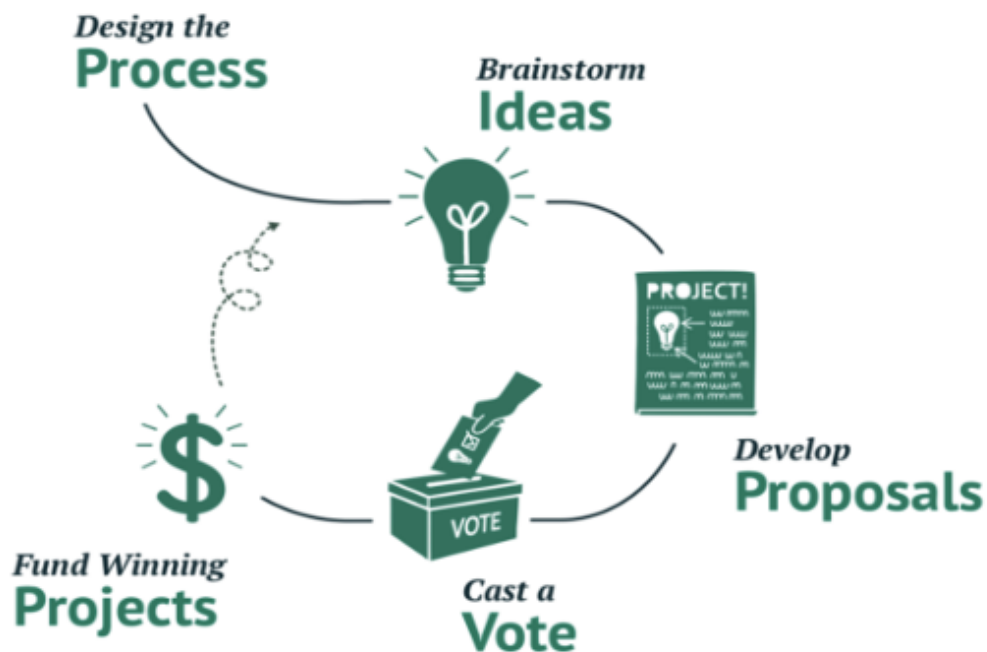 Design the
Process
Brainstorm
Ideas
PROJECT!
Develop
Proposals
VOTE
Cast a
Vote
Fund Winning
Projects